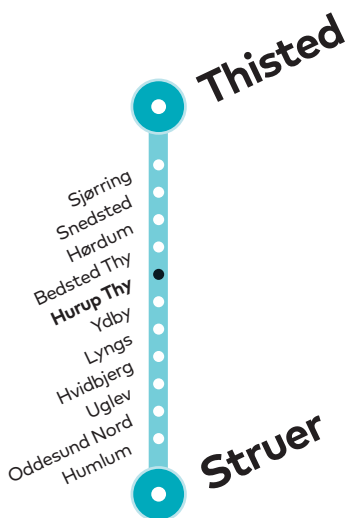 Thisted
Sjørring
Snedsted
Hørdum
Bedsted Thy
Hurup Thy
Ydby
Lyngs
Hvidbjerg
Uglev
Oddesund Nord
Humlum
Struer